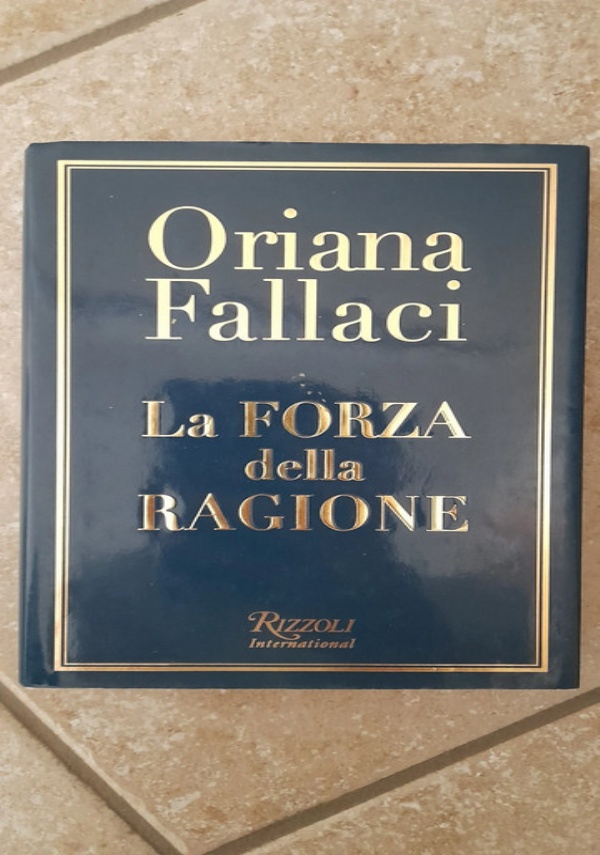 Oriana
Fallaci
La FORZA
della
RAGIONE
RIZZOLI
International